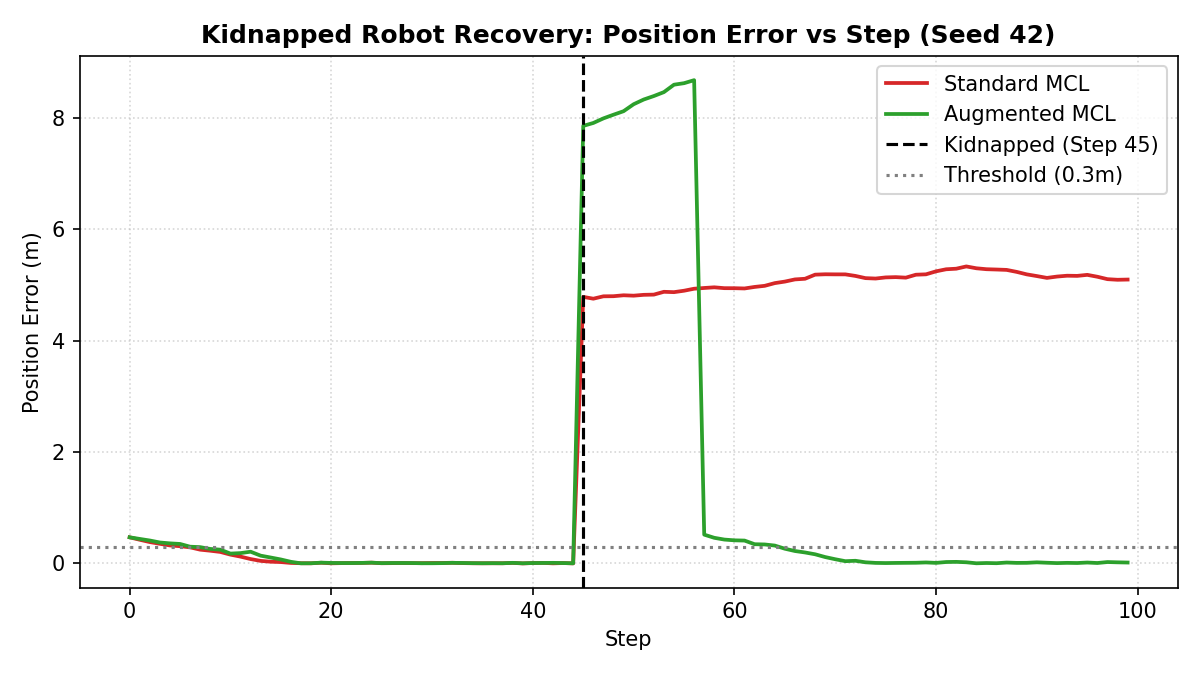 Kidnapped Robot Recovery: Position Error vs Step (Seed 42)
Standard MCL
Augmented MCL
Kidnapped (Step 45)
Threshold (0.3m)
Position Error (m)
8
6
4
2
0
0 20 40 60 80 100
Step